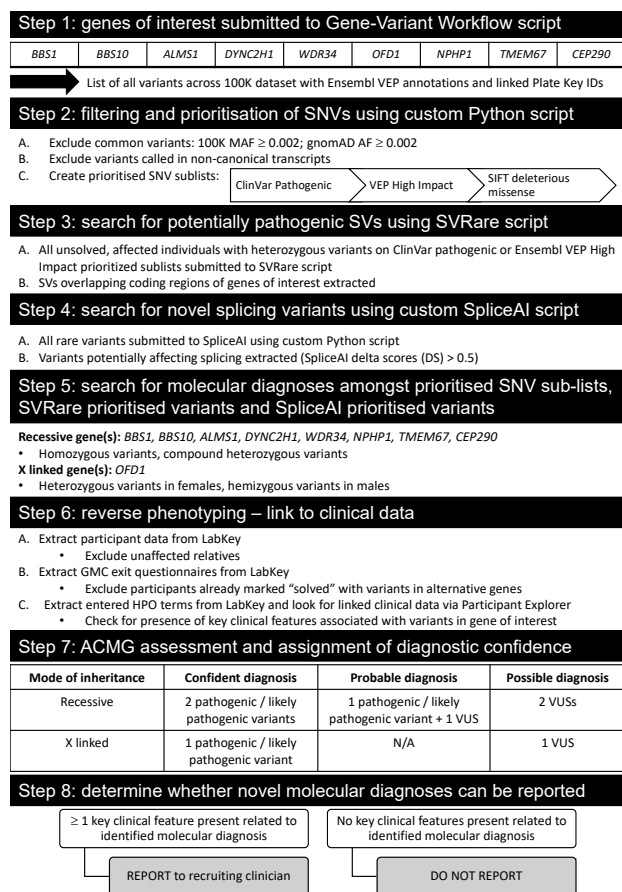 Step 1: genes of interest submitted to Gene-Variant Workflow script
BBS1 BBS10 ALMS1 DYNC2H1 WDR34 OFD1 NPHP1 TMEM67 CEP290
List of all variants across 100K dataset with Ensembl VEP annotations and linked Plate Key IDs
Step 2: filtering and prioritisation of SNVs using custom Python script
A. Exclude common variants: 100K MAF ≥ 0.002; gnomAD AF ≥ 0.002
B. Exclude variants called in non-canonical transcripts
C. Create prioritised SNV sublists:
ClinVar Pathogenic
VEP High Impact
SIFT deleterious
missense
Step 3: search for potentially pathogenic SVs using SVRare script
A. All unsolved, affected individuals with heterozygous variants on ClinVar pathogenic or Ensembl VEP High
Impact prioritized sublists submitted to SVRare script
B. SVs overlapping coding regions of genes of interest extracted
Step 4: search for novel splicing variants using custom SpliceAI script
A. All rare variants submitted to SpliceAI using custom Python script
B. Variants potentially affecting splicing extracted (SpliceAI delta scores (DS) > 0.5)
Step 5: search for molecular diagnoses amongst prioritised SNV sub-lists,
SVRare prioritised variants and SpliceAI prioritised variants
Recessive gene(s): BBS1, BBS10, ALMS1, DYNC2H1, WDR34, NPHP1, TMEM67, CEP290
• Homozygous variants, compound heterozygous variants
X linked gene(s): OFD1
• Heterozygous variants in females, hemizygous variants in males
Step 6: reverse phenotyping – link to clinical data
A. Extract participant data from LabKey
• Exclude unaffected relatives
B. Extract GMC exit questionnaires from LabKey
• Exclude participants already marked “solved” with variants in alternative genes
C. Extract entered HPO terms from LabKey and look for linked clinical data via Participant Explorer
• Check for presence of key clinical features associated with variants in gene of interest
Step 7: ACMG assessment and assignment of diagnostic confidence
Mode of inheritance Confident diagnosis Probable diagnosis Possible diagnosis
Recessive 2 pathogenic / likely 1 pathogenic / likely 2 VUSs
pathogenic variants pathogenic variant + 1 VUS
X linked 1 pathogenic / likely N/A 1 VUS
pathogenic variant
Step 8: determine whether novel molecular diagnoses can be reported
≥ 1 key clinical feature present related to
identified molecular diagnosis
No key clinical features present related to
identified molecular diagnosis
REPORT to recruiting clinician
DO NOT REPORT